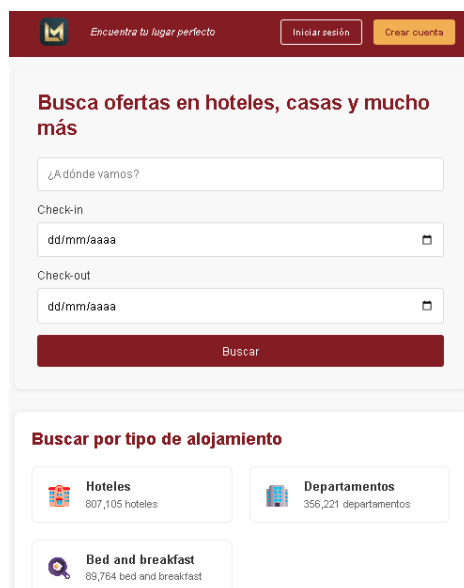 Encuentra tu lugar perfecto
Iniciar sesión
Crear cuenta
Busca ofertas en hoteles, casas y mucho
más
¿A dónde vamos?
Check-in
dd/mm/aaaa
Check-out
dd/mm/aaaa
Buscar
Buscar por tipo de alojamiento
Hoteles
807,105 hoteles
Departamentos
356,221 departamentos
Bed and breakfast
89,764 bed and breakfast